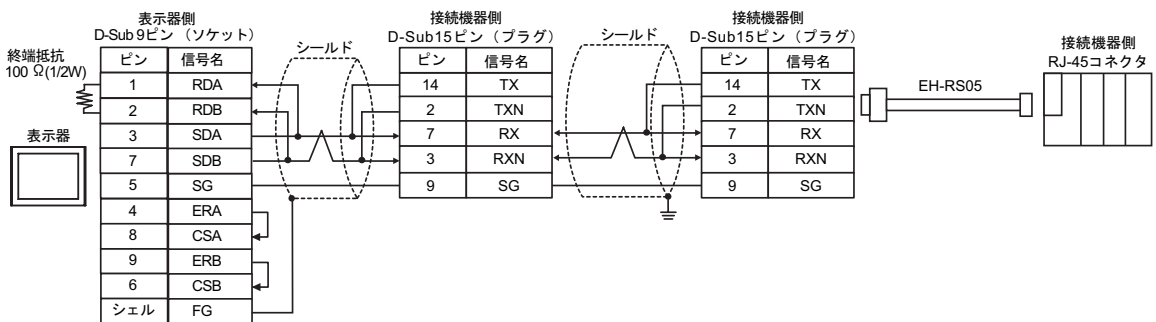 表示器側
D-Sub 9ピン (ソケット)
終端抵抗
100 Ω(1/2W)
ピン 信号名
1 RDA
2 RDB
3 SDA
7 SDB
5 SG
4 ERA
8 CSA
9 ERB
6 CSB
シェル FG
表示器
シールド
接続機器側
D-Sub15ピン (プラグ)
ピン 信号名
14 TX
2 TXN
7 RX
3 RXN
9 SG
シールド
接続機器側
D-Sub15ピン (プラグ)
ピン 信号名
14 TX
2 TXN
7 RX
3 RXN
9 SG
EH-RS05
接続機器側
RJ-45コネクタ